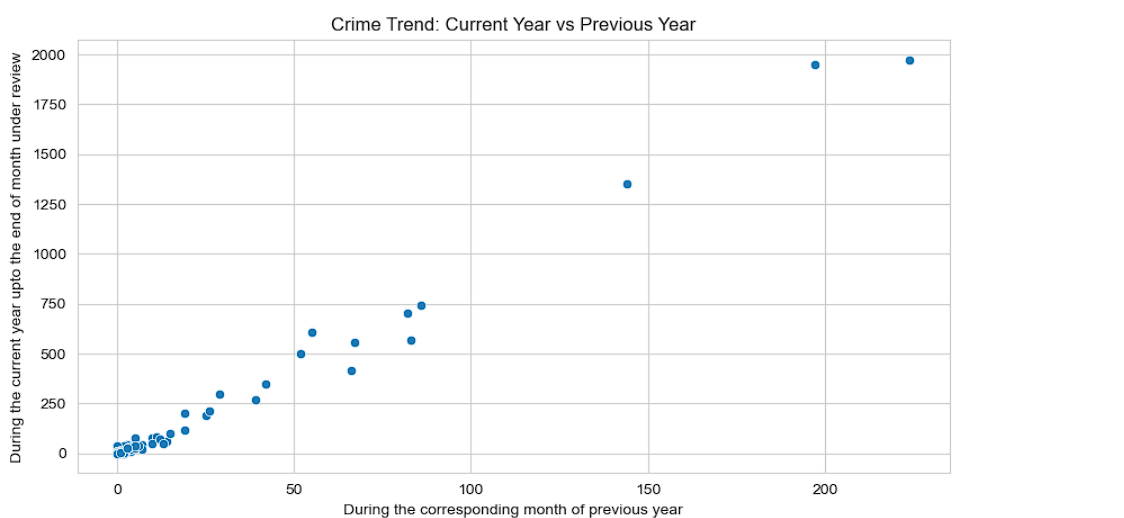 Crime Trend: Current Year vs Previous Year
During the current year upto the end of month under review
2000
1750
1500
1250
1000
750
500
250
0
0 50 100 150 200
During the corresponding month of previous year